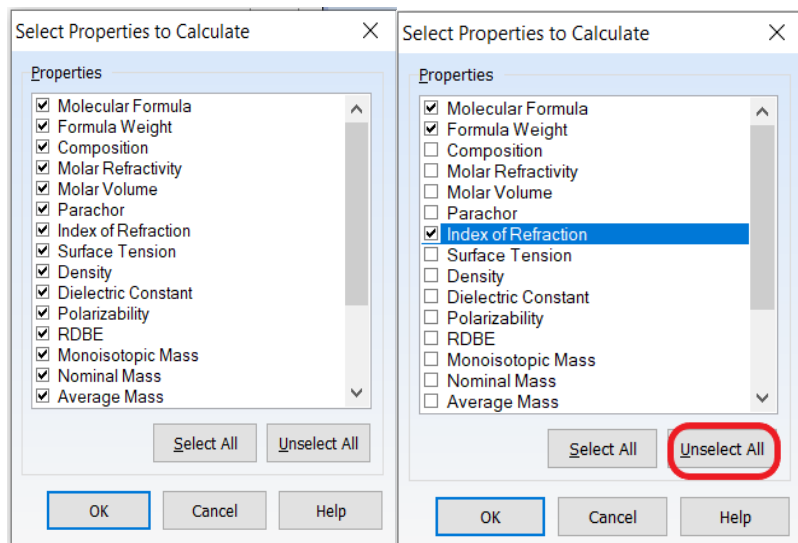 Select Properties to Calculate
Properties
Molecular Formula
Formula Weight
Composition
Molar Refractivity
Molar Volume
Parachor
Index of Refraction
Surface Tension
Density
Dielectric Constant
Polarizability
RDBE
Monoisotopic Mass
Nominal Mass
Average Mass
Select All
Unselect All
OK
Cancel
Help
Select Properties to Calculate
Properties
Molecular Formula
Formula Weight
Composition
Molar Refractivity
Molar Volume
Parachor
Index of Refraction
Surface Tension
Density
Dielectric Constant
Polarizability
RDBE
Monoisotopic Mass
Nominal Mass
Average Mass
Select All
Unselect All
OK
Cancel
Help